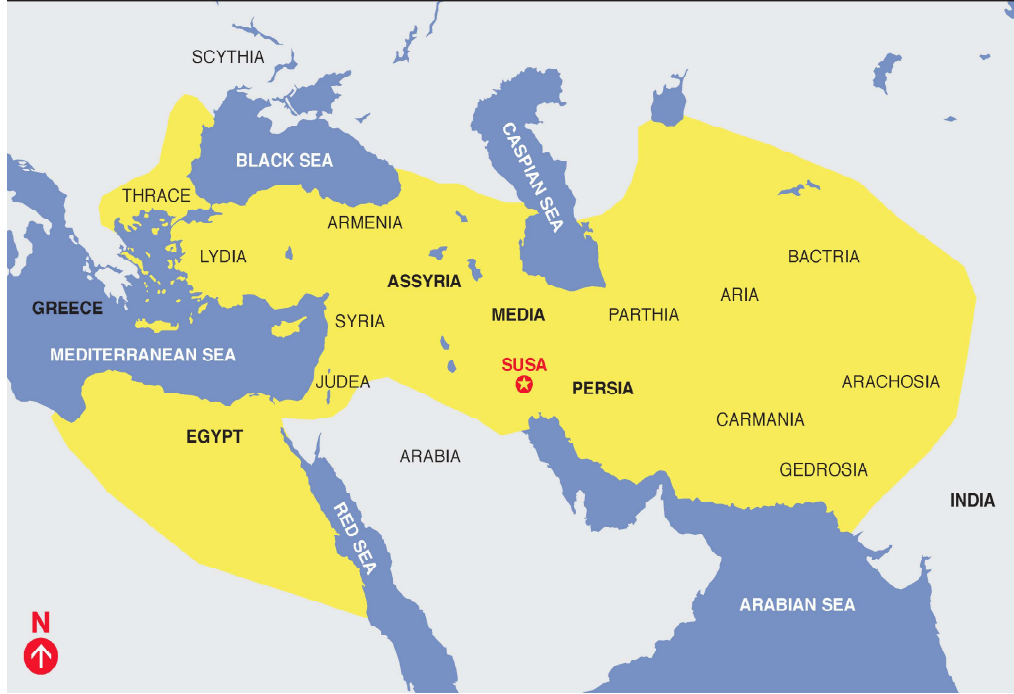 SCYTHIA
BLACK SEA
CASPIAN SEA
THRACE
ARMENIA
LYDIA
BACTRIA
ASSYRIA
ARIA
GREECE
MEDIA
PARTHIA
SYRIA
MEDITERRANEAN SEA
SUSA
JUDEA
PERSIA
ARACHOSIA
CARMANIA
EGYPT
ARABIA
GEDROSIA
INDIA
RED SEA
ARABIAN SEA
N